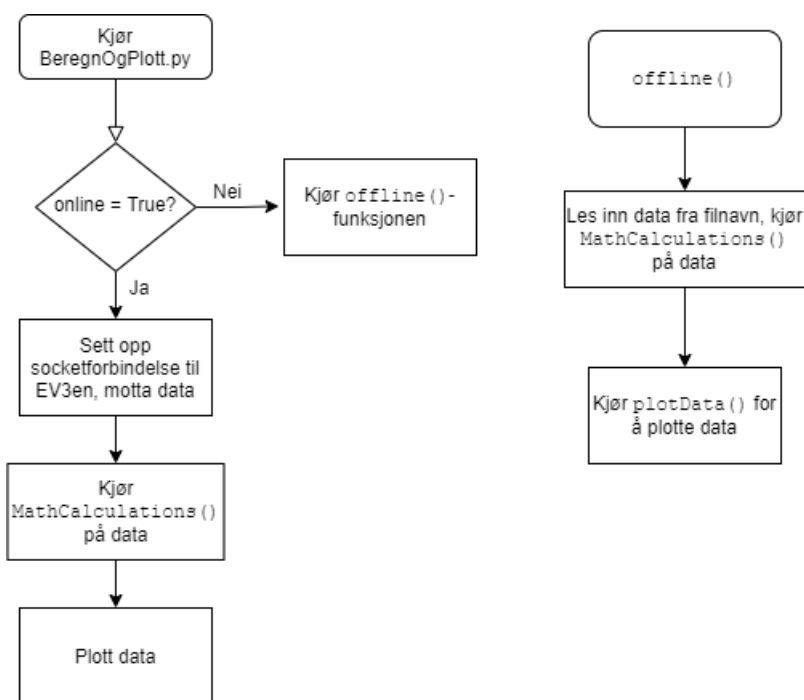 Kjør
BeregnOgPlott.py
online = True?
Nei
Kjør offline()-
funksjonen
Ja
Sett opp
socketforbindelse til
EV3en, motta data
Kjør
MathCalculations()
på data
Plott data
offline()
Les inn data fra filnavn, kjør
MathCalculations()
på data
Kjør plotData() for
å plotte data